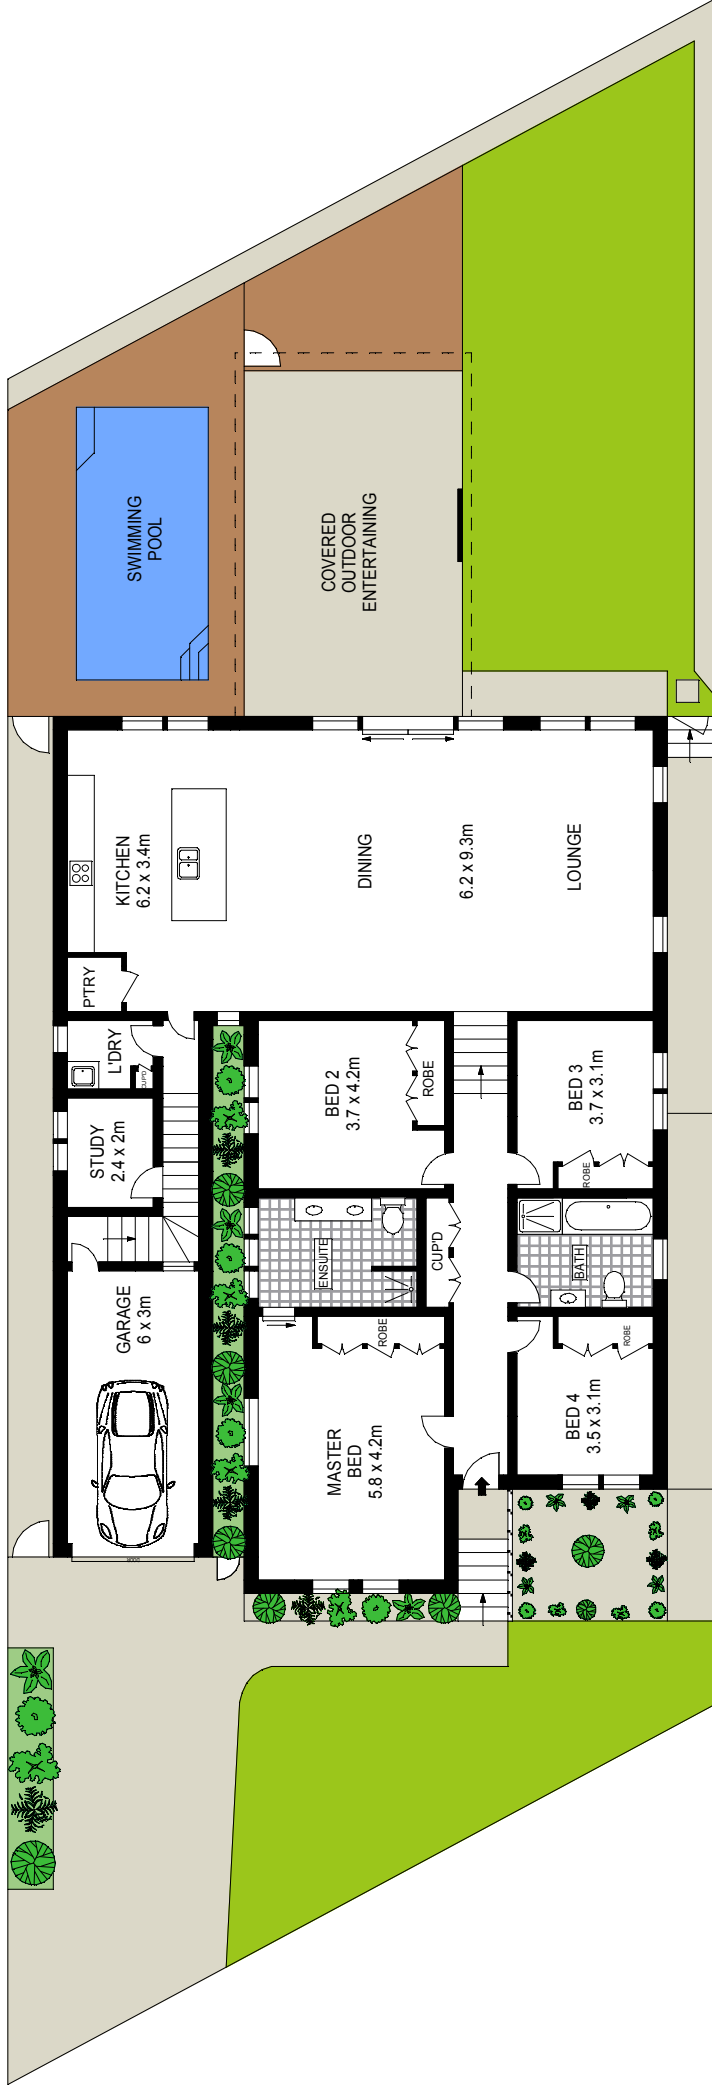 SWIMMING
POOL
COVERED
OUTDOOR
ENTERTAINING
KITCHEN
6.2 x 3.4m
DINING
6.2 x 9.3m
LOUNGE
P'TRY
L'DRY
CUP'D
STUDY
2.4 x 2m
BED 2
3.7 x 4.2m
ROBE
BED 3
3.7 x 3.1m
ROBE
ENSUITE
CUP'D
BATH
GARAGE
6 x 3m
ROBE
MASTER
BED
5.8 x 4.2m
ROBE
BED 4
3.5 x 3.1m